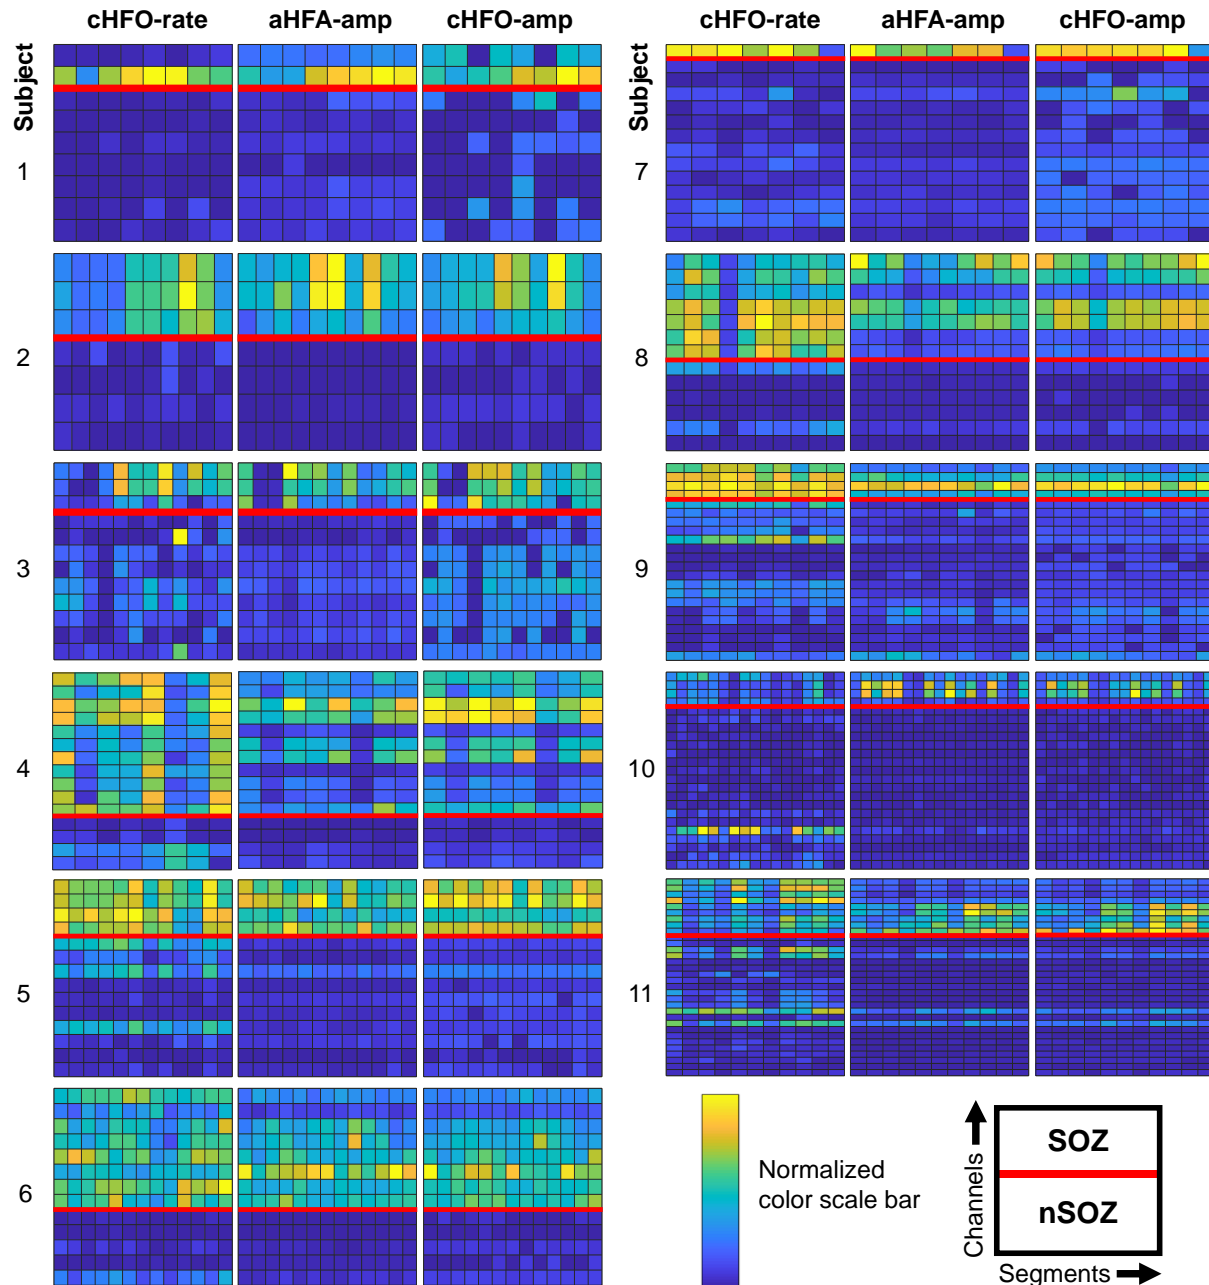 cHFO-rate aHFA-amp cHFO-amp
Subject
1
2
3
4
5
6
cHFO-rate aHFA-amp cHFO-amp
Subject
7
8
9
10
11
Normalized
color scale bar
Channels
SOZ
nSOZ
Segments